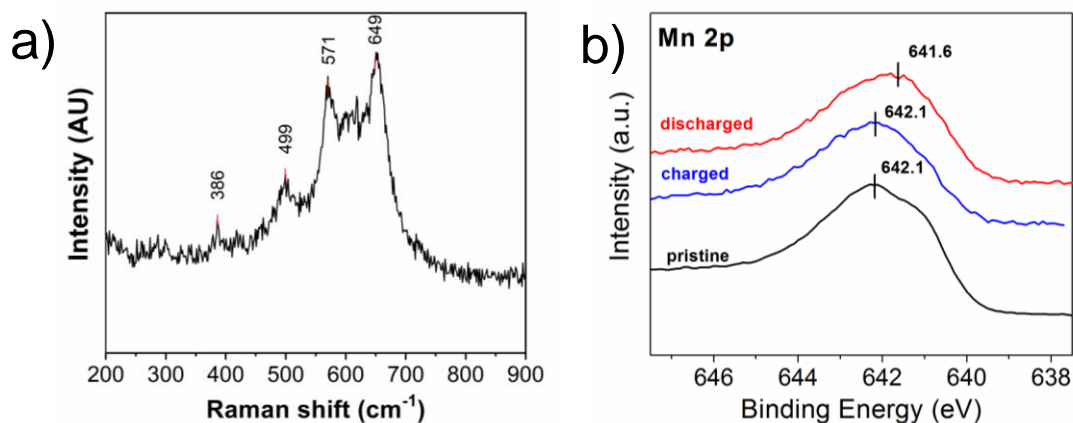 a)
Intensity (AU)
386
499
571
649
200 300 400 500 600 700 800 900
Raman shift (cm⁻¹)
b)
Mn 2p
Intensity (a.u.)
641.6
discharged
642.1
charged
642.1
pristine
646 644 642 640 638
Binding Energy (eV)